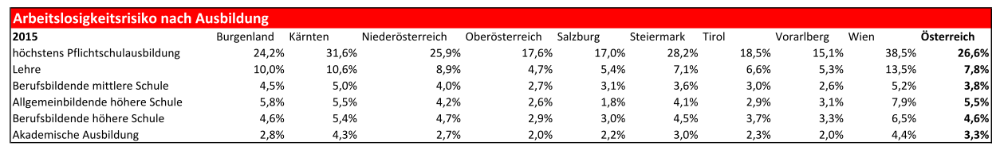 Arbeitslosigkeitsrisiko nach Ausbildung
2015 Burgenland Kärnten Niederösterreich Oberösterreich Salzburg Steiermark Tirol Vorarlberg Wien Österreich
höchstens Pflichtschulausbildung 24,2% 31,6% 25,9% 17,6% 17,0% 28,2% 18,5% 15,1% 38,5% 26,6%
Lehre 10,0% 10,6% 8,9% 4,7% 5,4% 7,1% 6,6% 5,3% 13,5% 7,8%
Berufsbildende mittlere Schule 4,5% 5,0% 4,0% 2,7% 3,1% 3,6% 3,0% 2,6% 5,2% 3,8%
Allgemeinbildende höhere Schule 5,8% 5,5% 4,2% 2,6% 1,8% 4,1% 2,9% 3,1% 7,9% 5,5%
Berufsbildende höhere Schule 4,6% 5,4% 4,7% 2,9% 3,0% 4,5% 3,7% 3,3% 6,5% 4,6%
Akademische Ausbildung 2,8% 4,3% 2,7% 2,0% 2,2% 3,0% 2,3% 2,0% 4,4% 3,3%